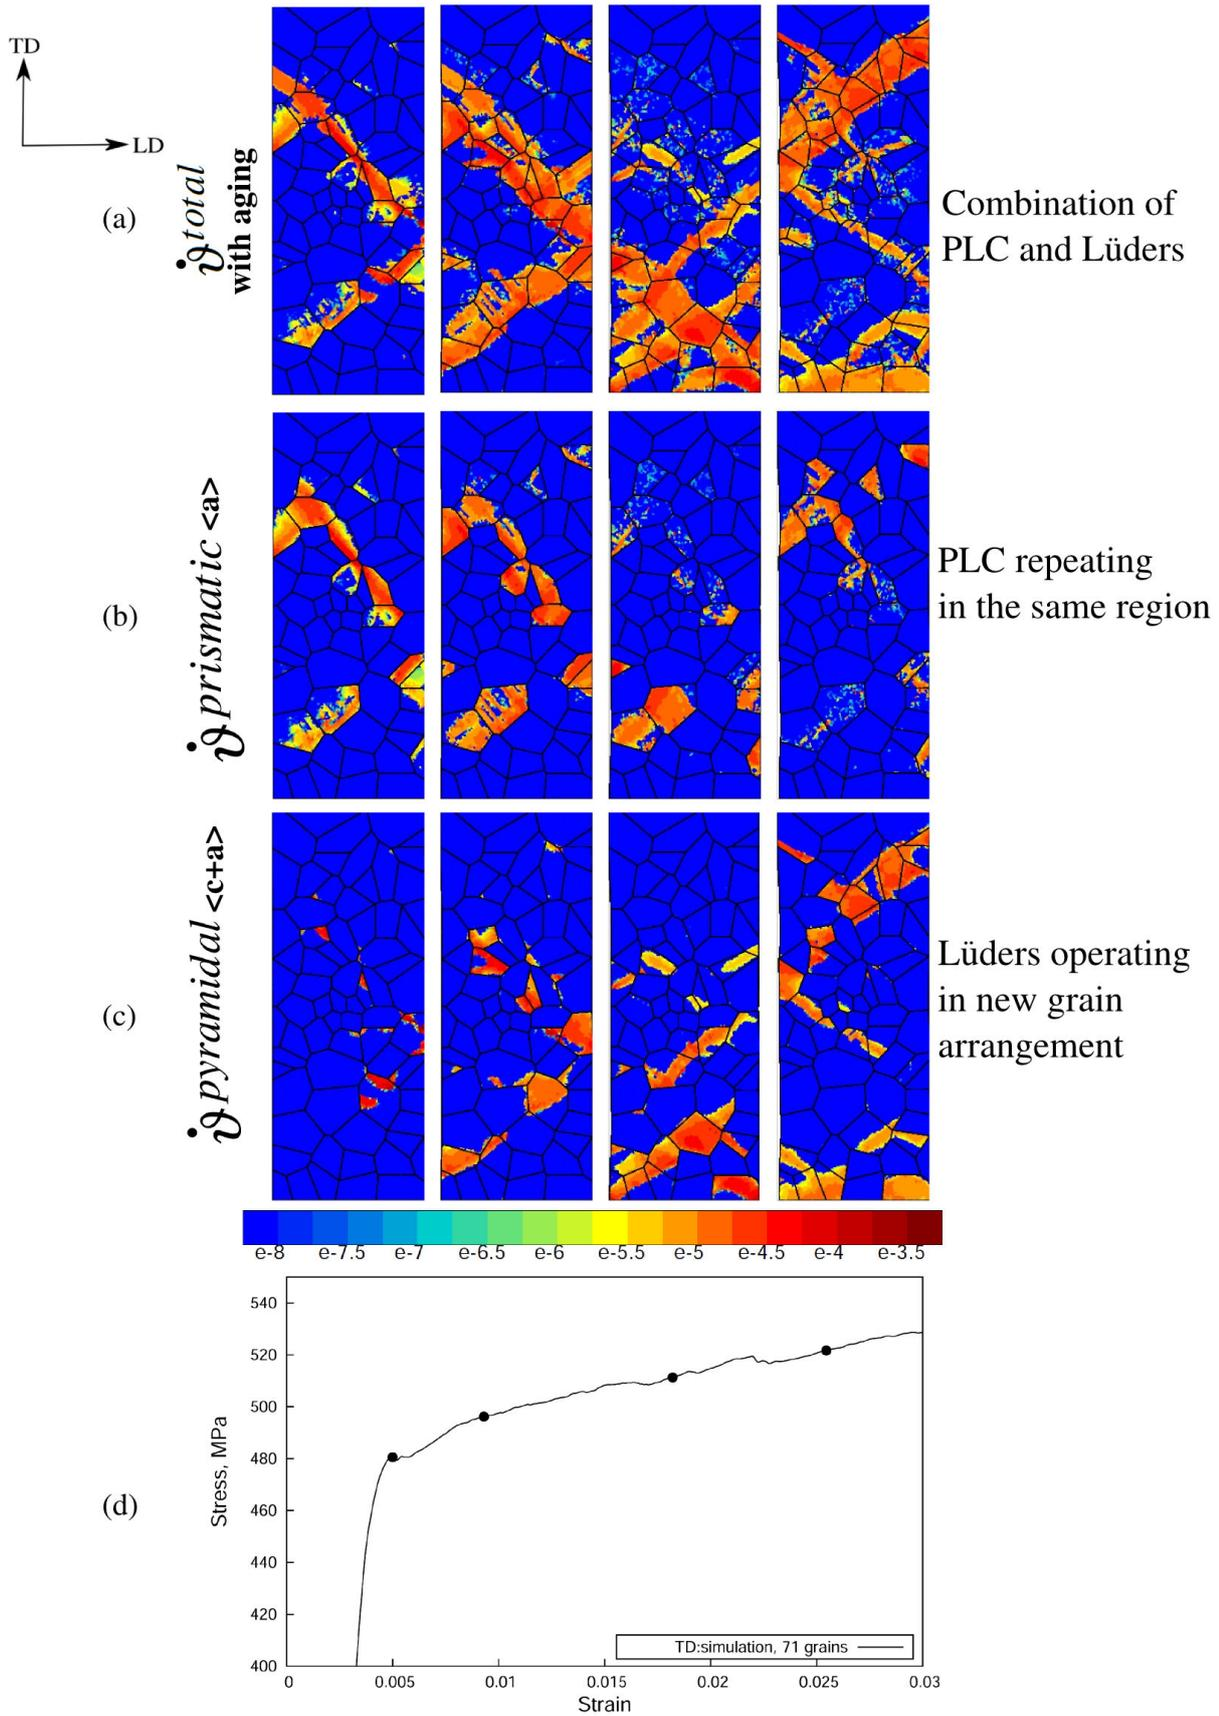 TD
LD
(a)
ϑ̇ total
with aging
Combination of
PLC and Lüders
(b)
ϑ̇ prismatic <a>
PLC repeating
in the same region
(c)
ϑ̇ pyramidal <c+a>
Lüders operating
in new grain
arrangement
e-8 e-7.5 e-7 e-6.5 e-6 e-5.5 e-5 e-4.5 e-4 e-3.5
(d)
Stress, MPa
540
520
500
480
460
440
420
400
TD:simulation, 71 grains
0 0.005 0.01 0.015 0.02 0.025 0.03
Strain